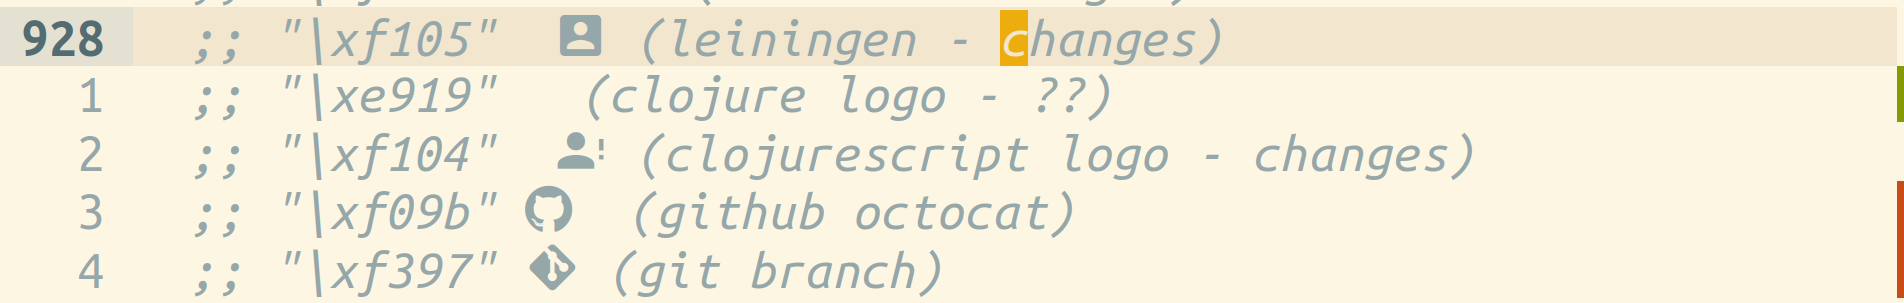 928 ;; "\xf105" (leiningen - changes)
1 ;; "\xe919" (clojure logo - ??)
2 ;; "\xf104" (clojurescript logo - changes)
3 ;; "\xf09b" (github octocat)
4 ;; "\xf397" (git branch)